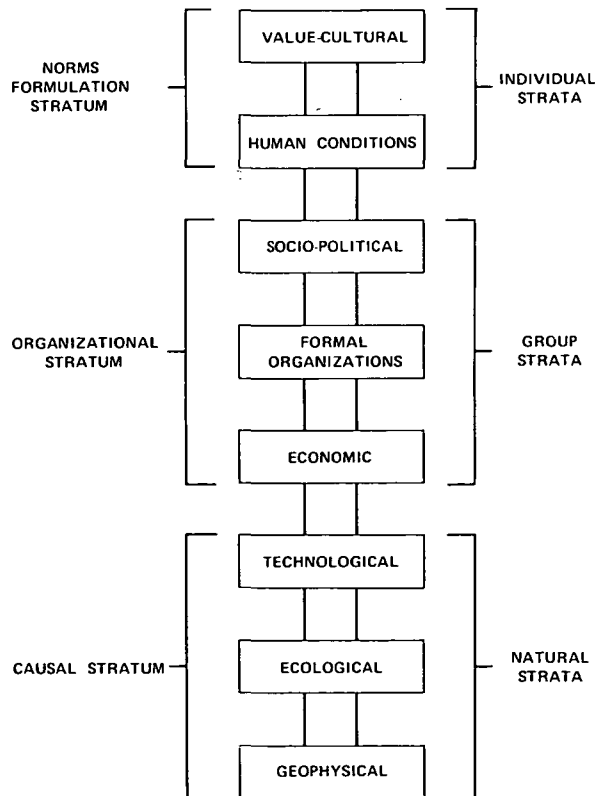 VALUE-CULTURAL
NORMS
FORMULATION
STRATUM
INDIVIDUAL
STRATA
HUMAN CONDITIONS
SOCIO-POLITICAL
ORGANIZATIONAL
STRATUM
FORMAL
ORGANIZATIONS
GROUP
STRATA
ECONOMIC
TECHNOLOGICAL
CAUSAL STRATUM
ECOLOGICAL
NATURAL
STRATA
GEOPHYSICAL